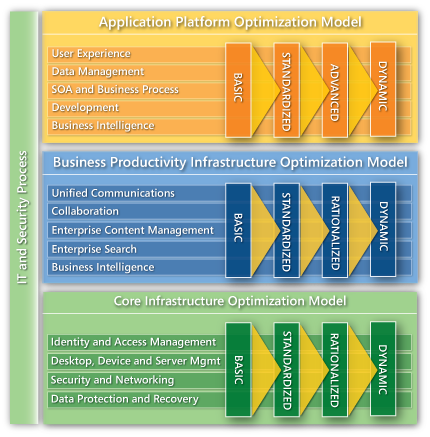 IT and Security Process
Application Platform Optimization Model
User Experience
Data Management
SOA and Business Process
Development
Business Intelligence
BASIC
STANDARDIZED
ADVANCED
DYNAMIC
Business Productivity Infrastructure Optimization Model
Unified Communications
Collaboration
Enterprise Content Management
Enterprise Search
Business Intelligence
BASIC
STANDARDIZED
RATIONALIZED
DYNAMIC
Core Infrastructure Optimization Model
Identity and Access Management
Desktop, Device and Server Mgmt
Security and Networking
Data Protection and Recovery
BASIC
STANDARDIZED
RATIONALIZED
DYNAMIC